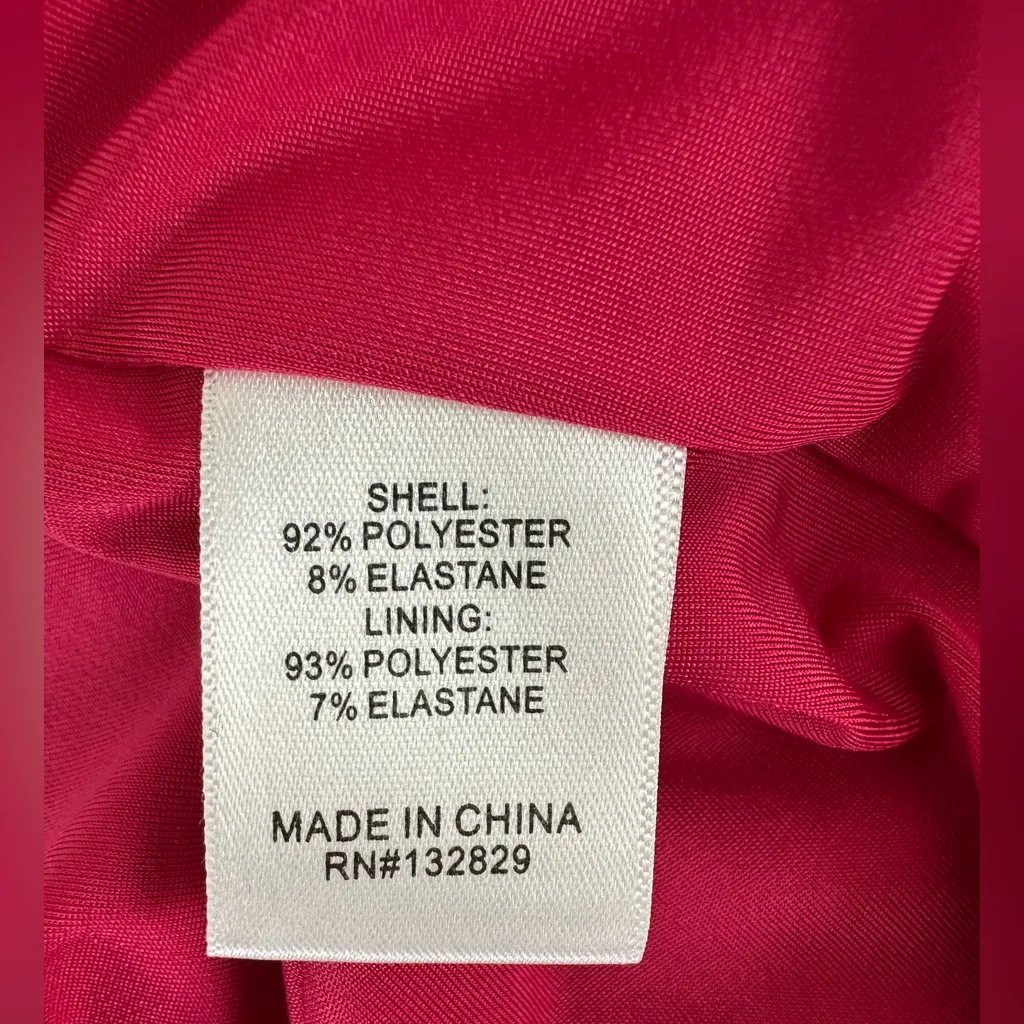 SHELL:
92% POLYESTER
8% ELASTANE
LINING:
93% POLYESTER
7% ELASTANE
MADE IN CHINA
RN#132829